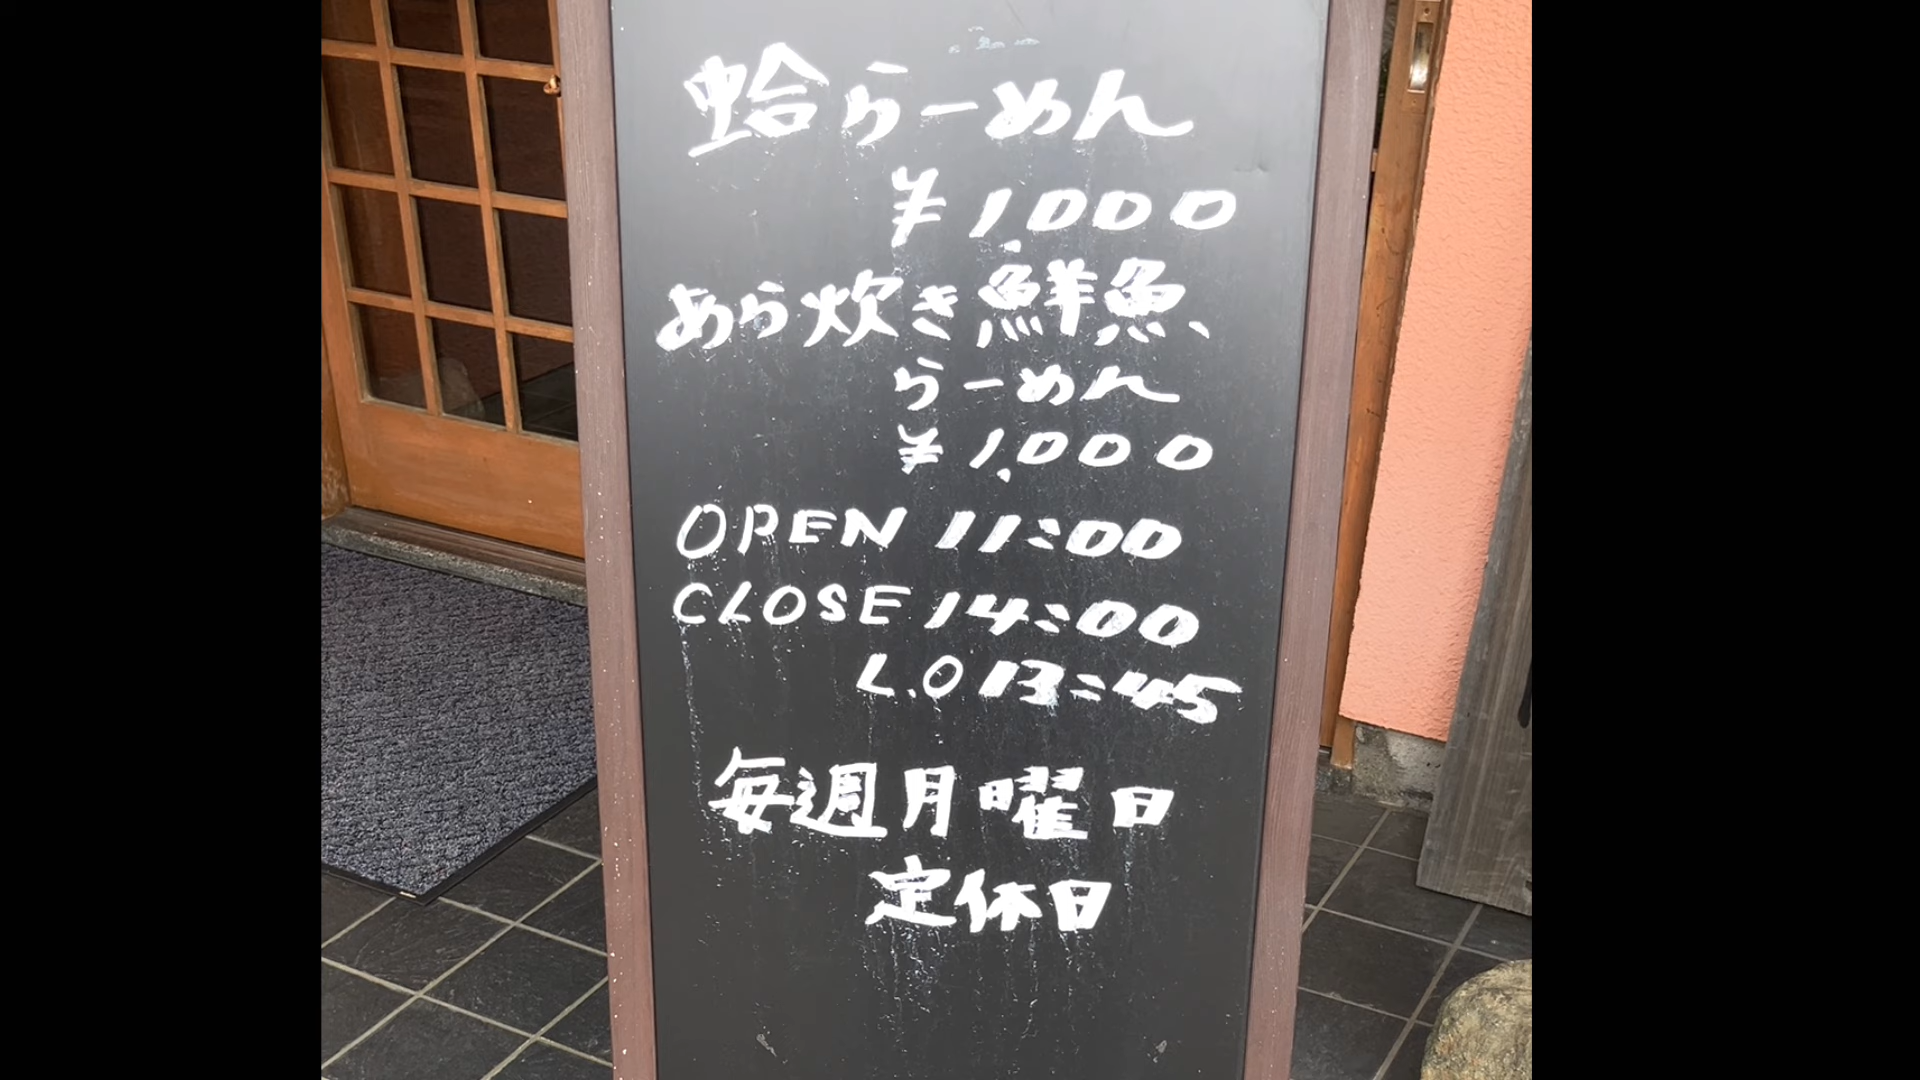 蛤らーめん
¥1,000
あら炊き鮮魚
らーめん
¥1,000
OPEN 11:00
CLOSE 14:00
L.O 13:45
毎週月曜日
定休日